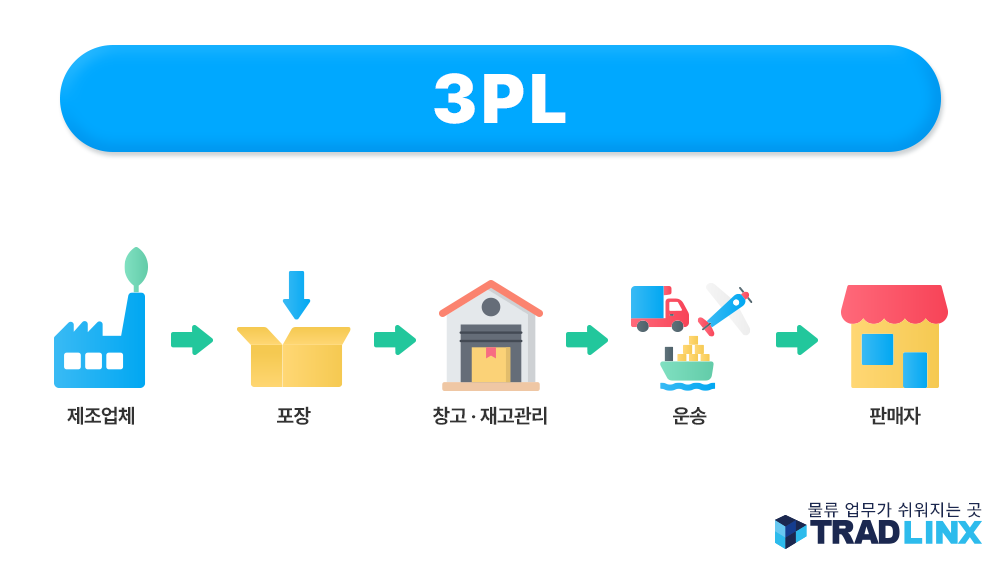 3PL
제조업체
포장
창고 · 재고관리
운송
판매자
물류 업무가 쉬워지는 곳
TRADLINX